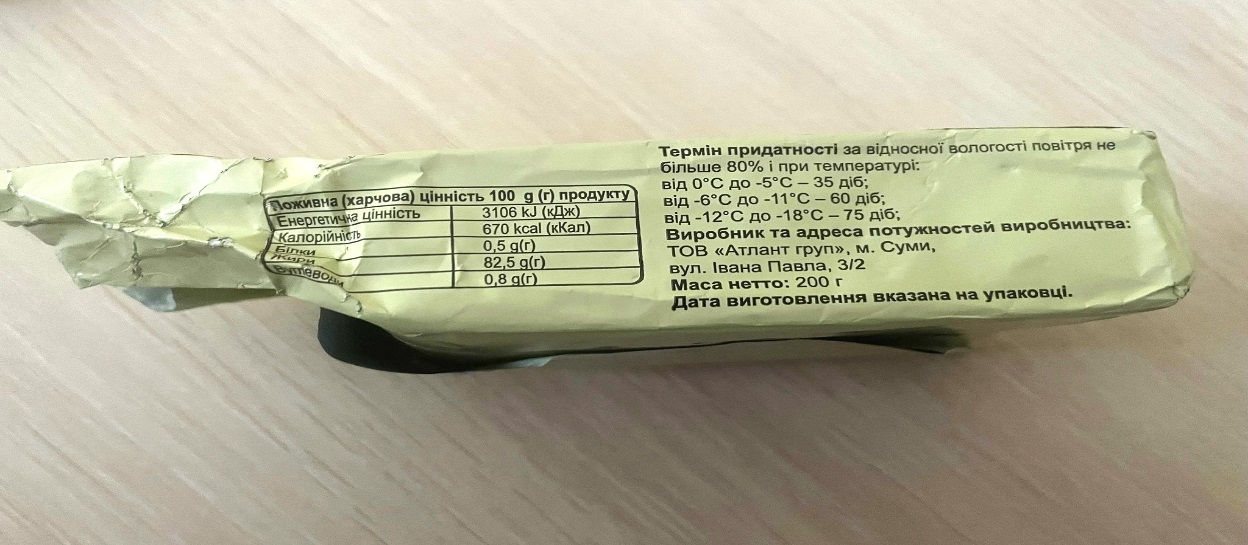 Поживна (харчова) цінність 100 g (г) продукту
Енергетична цінність 3106 kJ (кДж)
Калорійність 670 kcal (кКал)
Білки 0,5 g(г)
Жири 82,5 g(г)
Вуглеводи 0,8 g(г)
Термін придатності за відносної вологості повітря не
більше 80% і при температурі:
від 0°С до -5°С – 35 діб;
від -6°С до -11°С – 60 діб;
від -12°С до -18°С – 75 діб;
Виробник та адреса потужностей виробництва:
ТОВ «Атлант груп», м. Суми,
вул. Івана Павла, 3/2
Маса нетто: 200 г
Дата виготовлення вказана на упаковці.